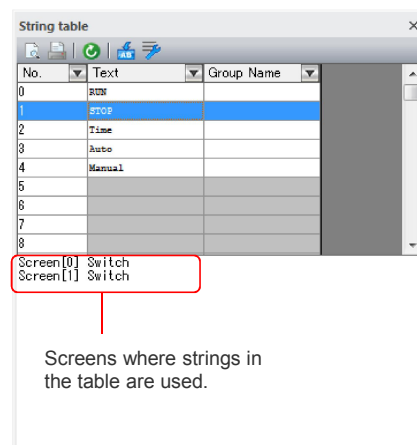 String table
No. Text Group Name
0 RUN
1 STOP
2 Time
3 Auto
4 Manual
5
6
7
8
Screen[0] Switch
Screen[1] Switch
Screens where strings in
the table are used.